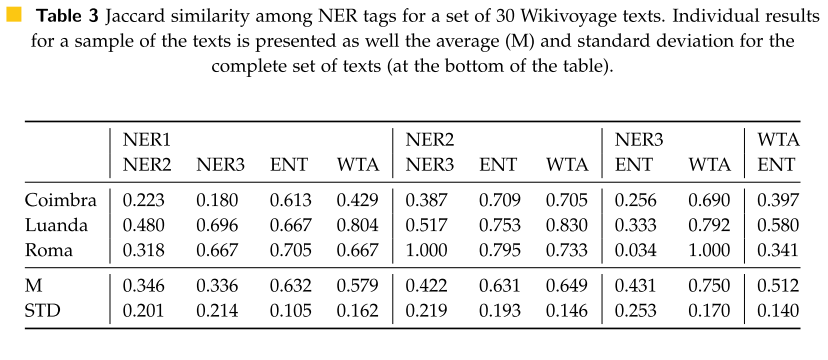 Table 3 Jaccard similarity among NER tags for a set of 30 Wikivoyage texts. Individual results
for a sample of the texts is presented as well the average (M) and standard deviation for the
complete set of texts (at the bottom of the table).
NER1 NER2 NER3 WTA
NER2 NER3 ENT WTA NER3 ENT WTA ENT WTA ENT
Coimbra 0.223 0.180 0.613 0.429 0.387 0.709 0.705 0.256 0.690 0.397
Luanda 0.480 0.696 0.667 0.804 0.517 0.753 0.830 0.333 0.792 0.580
Roma 0.318 0.667 0.705 0.667 1.000 0.795 0.733 0.034 1.000 0.341
M 0.346 0.336 0.632 0.579 0.422 0.631 0.649 0.431 0.750 0.512
STD 0.201 0.214 0.105 0.162 0.219 0.193 0.146 0.253 0.170 0.140